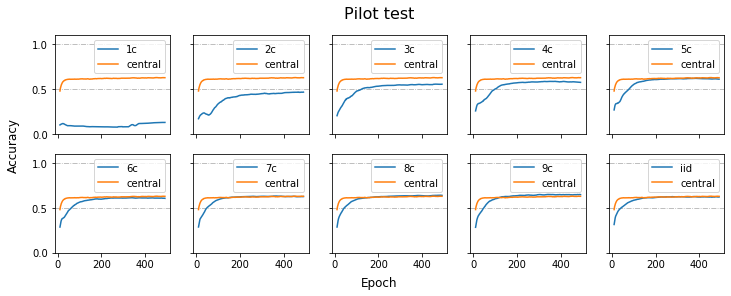 Pilot test
1.0
0.5
0.0
1c
central
2c
central
3c
central
4c
central
5c
central
Accuracy
1.0
0.5
0.0
6c
central
7c
central
8c
central
9c
central
iid
central
0 200 400
0 200 400
0 200 400
0 200 400
0 200 400
Epoch